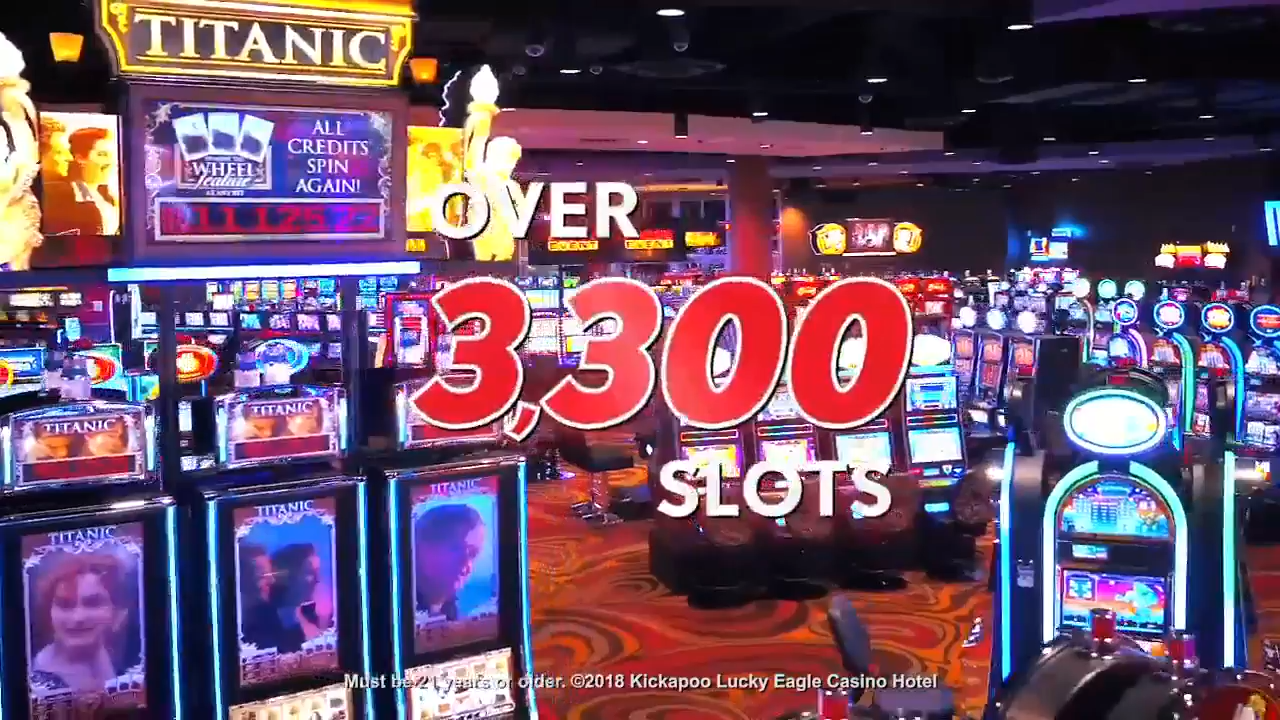 TITANIC
ALL
CREDITS
SPIN
AGAIN!
WHEEL
feature
OVER
EVENT EVENT
3,300
TITANIC
TITANIC
SLOTS
TITANIC
TITANIC
TITANIC
Must be 21 years or older. ©2018 Kickapoo Lucky Eagle Casino Hotel